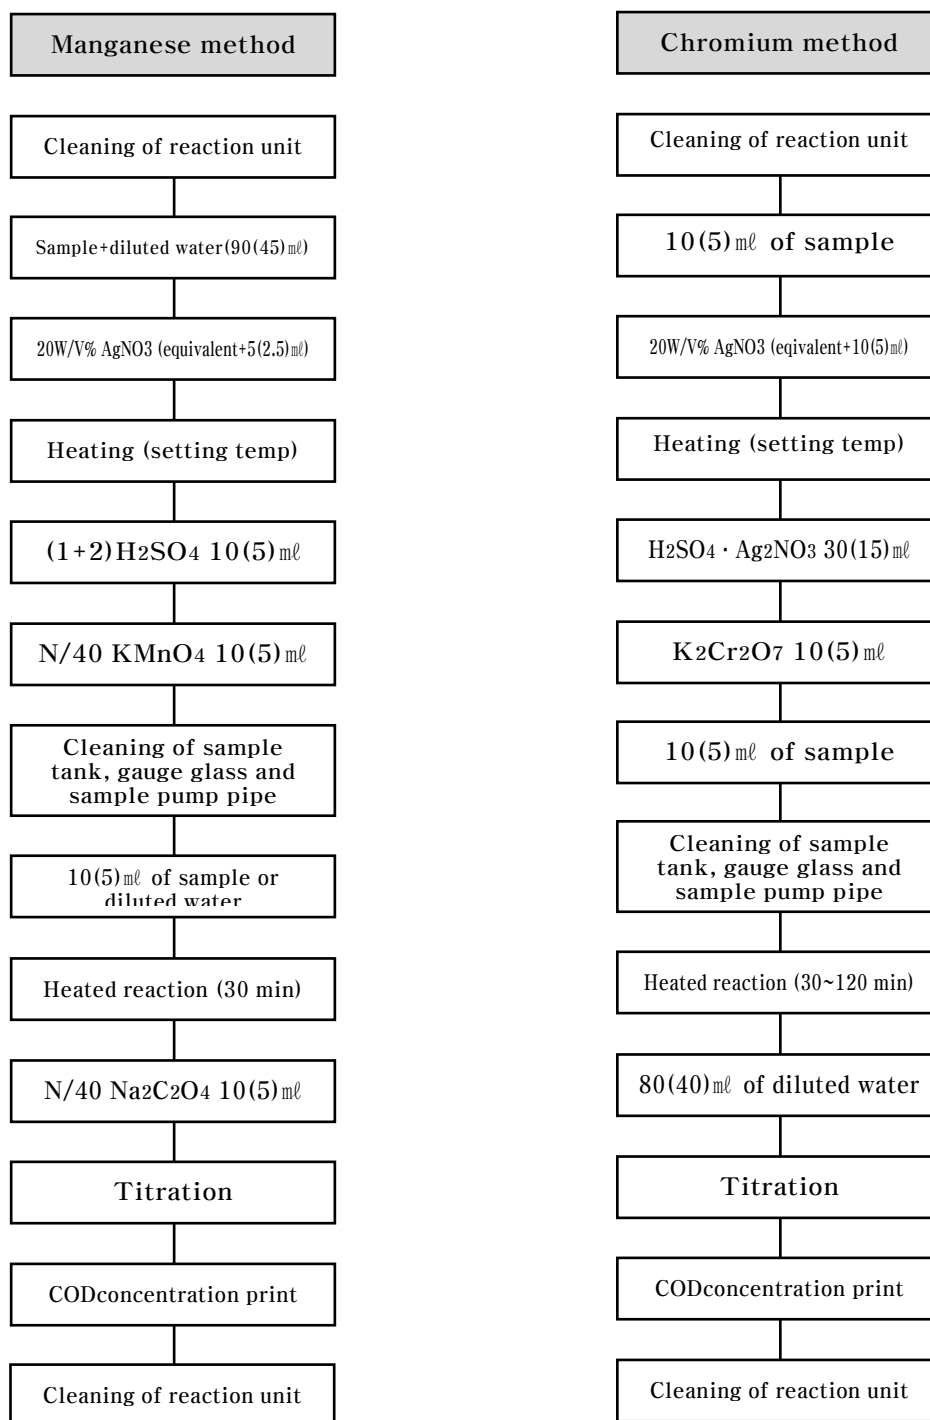 Manganese method
Cleaning of reaction unit
Sample+diluted water(90(45)㎖)
20W/V% AgNO3 (equivalent+5(2.5)㎖)
Heating (setting temp)
(1+2)H2SO4 10(5)㎖
N/40 KMnO4 10(5)㎖
Cleaning of sample
tank, gauge glass and
sample pump pipe
10(5)㎖ of sample or
diluted water
Heated reaction (30 min)
N/40 Na2C2O4 10(5)㎖
Titration
CODconcentration print
Cleaning of reaction unit
Chromium method
Cleaning of reaction unit
10(5)㎖ of sample
20W/V% AgNO3 (eqivalent+10(5)㎖)
Heating (setting temp)
H2SO4・Ag2NO3 30(15)㎖
K2Cr2O7 10(5)㎖
10(5)㎖ of sample
Cleaning of sample
tank, gauge glass and
sample pump pipe
Heated reaction (30~120 min)
80(40)㎖ of diluted water
Titration
CODconcentration print
Cleaning of reaction unit